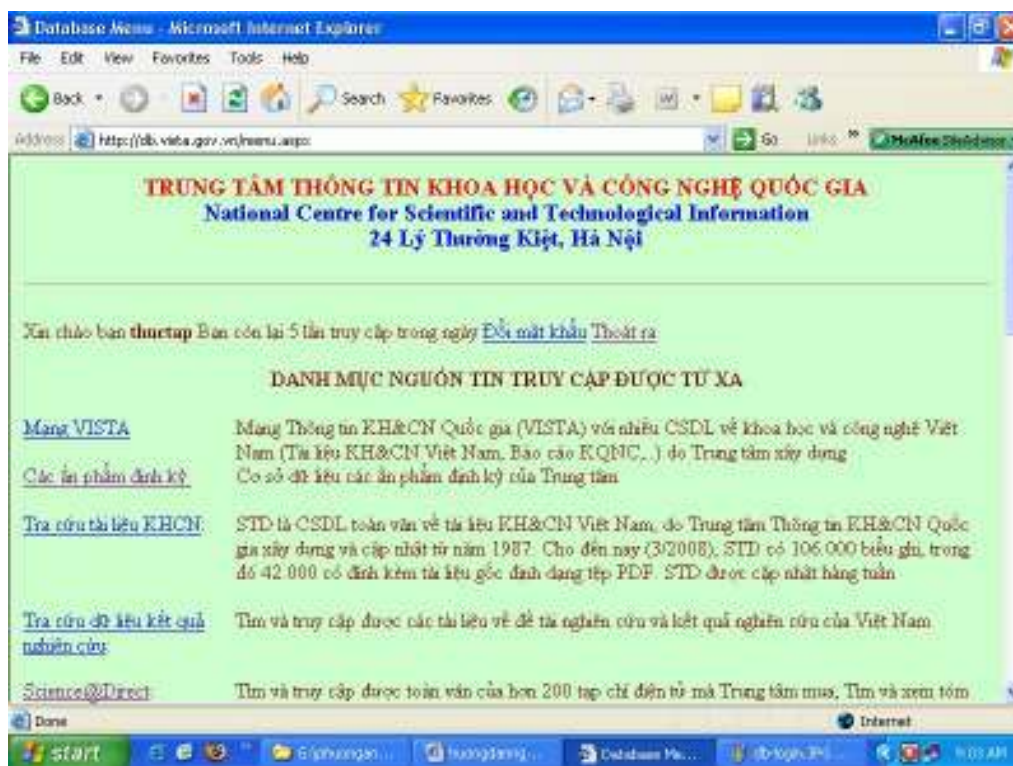 Database Menu - Microsoft Internet Explorer
File Edit View Favorites Tools Help
Back Search Favorites
Address http://db.vista.gov.vn/menu.aspx Go Links McAfee SiteAdvisor
TRUNG TÂM THÔNG TIN KHOA HỌC VÀ CÔNG NGHỆ QUỐC GIA
National Centre for Scientific and Technological Information
24 Lý Thường Kiệt, Hà Nội
Xin chào bạn thuctap Bạn còn lại 5 lần truy cập trong ngày Đổi mật khẩu Thoát ra
DANH MỤC NGUỒN TIN TRUY CẬP ĐƯỢC TỪ XA
Mạng VISTA Mạng Thông tin KH&CN Quốc gia (VISTA) với nhiều CSDL về khoa học và công nghệ Việt
Nam (Tài liệu KH&CN Việt Nam, Báo cáo KQNC,..) do Trung tâm xây dựng
Các ấn phẩm định kỳ Cơ sở dữ liệu các ấn phẩm định kỳ của Trung tâm
Tra cứu tài liệu KHCN STD là CSDL toàn văn về tài liệu KH&CN Việt Nam, do Trung tâm Thông tin KH&CN Quốc
gia xây dựng và cập nhật từ năm 1987. Cho đến nay (3/2008), STD có 106.000 biểu ghi, trong
đó 42.000 có đính kèm tài liệu gốc định dạng tệp PDF. STD được cập nhật hàng tuần
Tra cứu dữ liệu kết quả Tìm và truy cập được các tài liệu về đề tài nghiên cứu và kết quả nghiên cứu của Việt Nam
nghiên cứu
Science@Direct Tìm và truy cập được toàn văn của hơn 200 tạp chí điện tử mà Trung tâm mua, Tìm và xem tóm
Done Internet
start G:\phuongan... Database Me... 9:03 AM